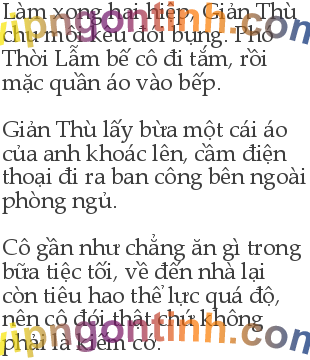 Làm xong hai hiệp, Giản Thù
chu môi kêu đói bụng. Phó
Thời Lẫm bế cô đi tắm, rồi
mặc quần áo vào bếp.

Giản Thù lấy bừa một cái áo
của anh khoác lên, cầm điện
thoại đi ra ban công bên ngoài
phòng ngủ.

Cô gần như chẳng ăn gì trong
bữa tiệc tối, về đến nhà lại
còn tiêu hao thể lực quá độ,
nên cô đói thật chứ không
phải là kiếm cớ.